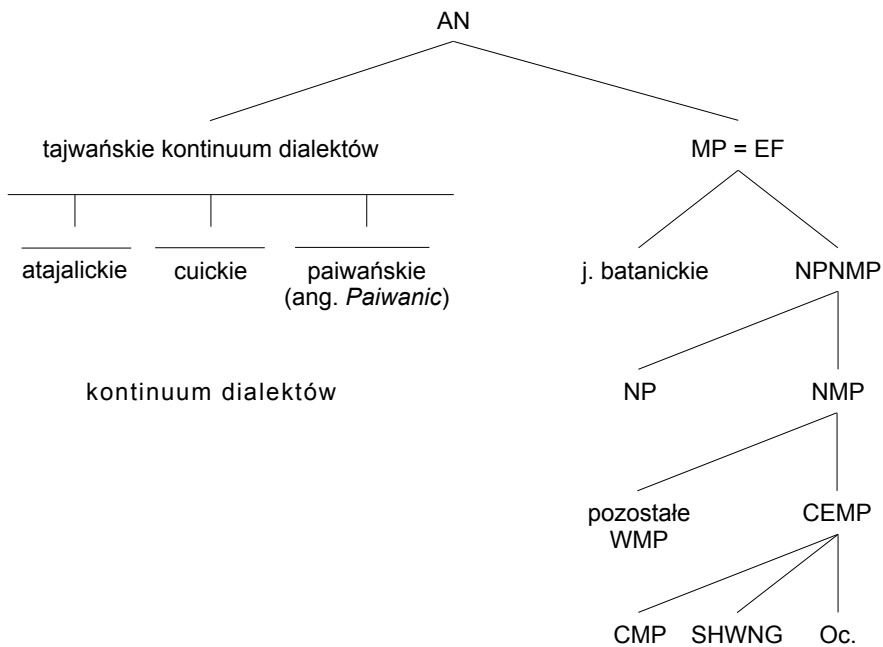 AN
tajwańskie kontinuum dialektów
MP = EF
atajalickie
cuickie
paiwańskie
(ang. Paiwanic)
j. batanickie
NPNMP
kontinuum dialektów
NP
NMP
pozostałe
WMP
CEMP
CMP
SHWNG
Oc.